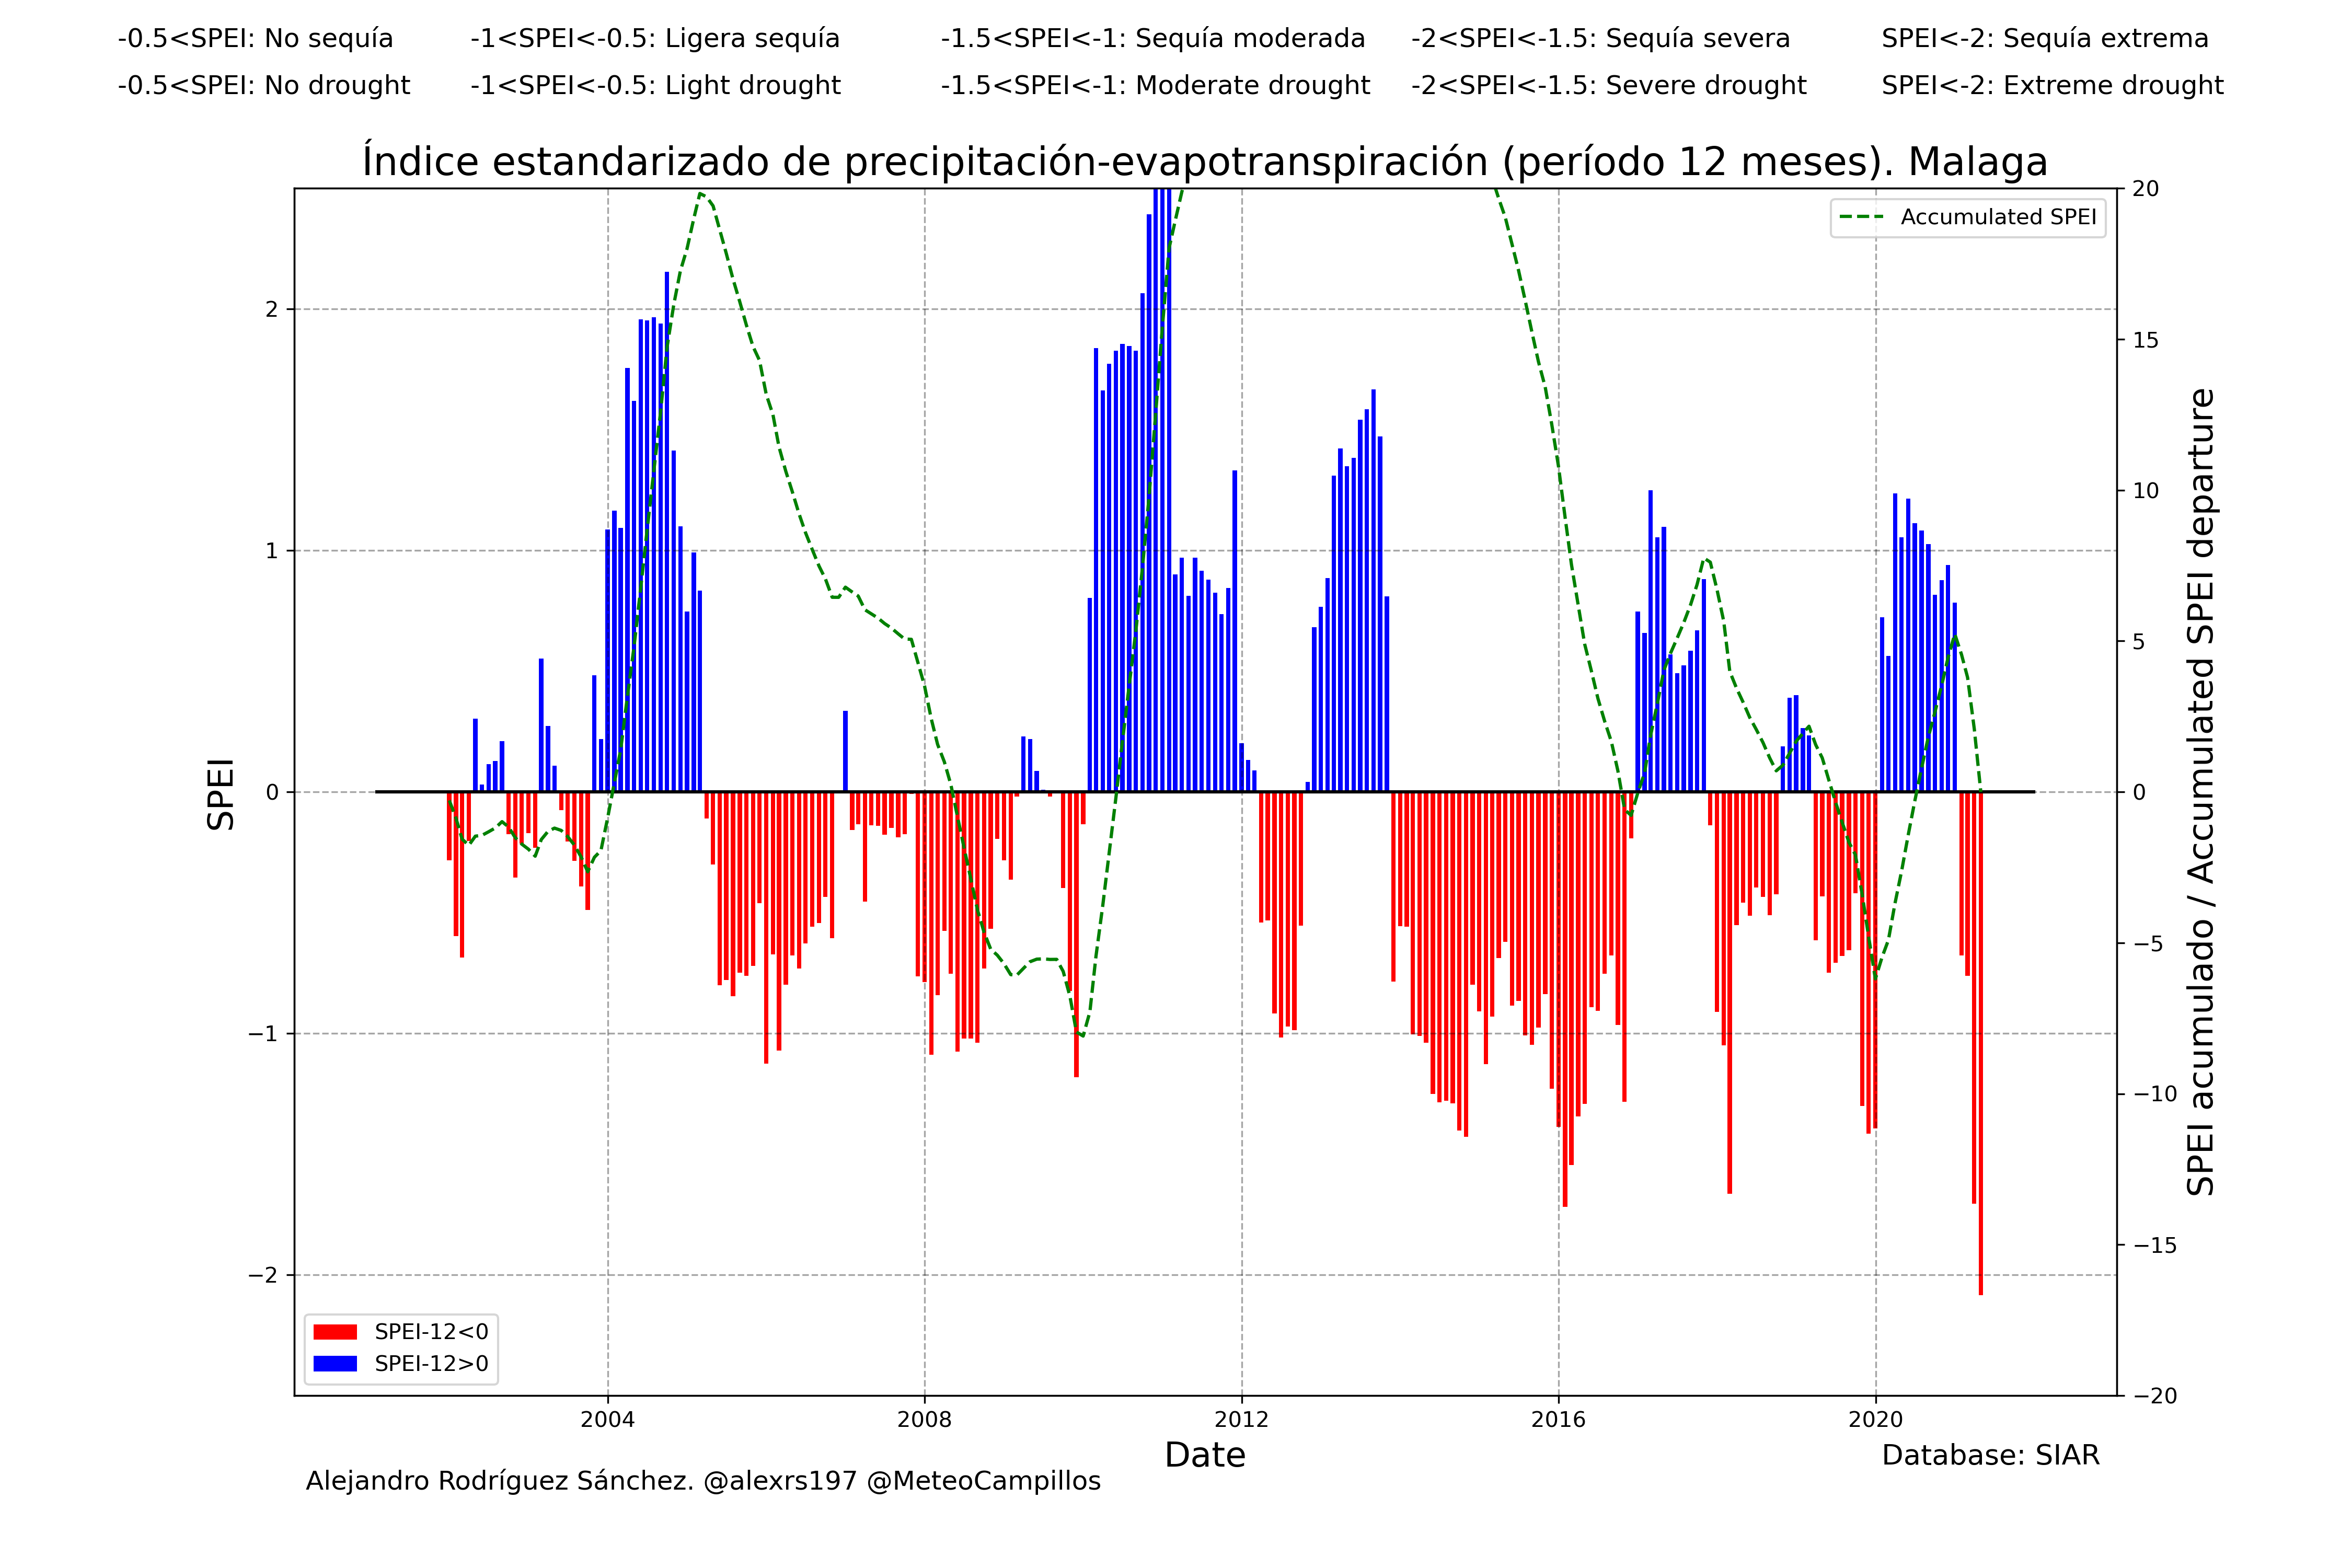 -0.5<SPEI: No sequía
-1<SPEI<-0.5: Ligera sequía
-1.5<SPEI<-1: Sequía moderada
-2<SPEI<-1.5: Sequía severa
SPEI<-2: Sequía extrema
-0.5<SPEI: No drought
-1<SPEI<-0.5: Light drought
-1.5<SPEI<-1: Moderate drought
-2<SPEI<-1.5: Severe drought
SPEI<-2: Extreme drought
Índice estandarizado de precipitación-evapotranspiración (período 12 meses). Malaga
Accumulated SPEI
SPEI
2
1
0
−1
−2
20
15
10
5
0
−5
−10
−15
−20
SPEI acumulado / Accumulated SPEI departure
SPEI-12<0
SPEI-12>0
2004
2008
2012
2016
2020
Date
Database: SIAR
Alejandro Rodríguez Sánchez. @alexrs197 @MeteoCampillos